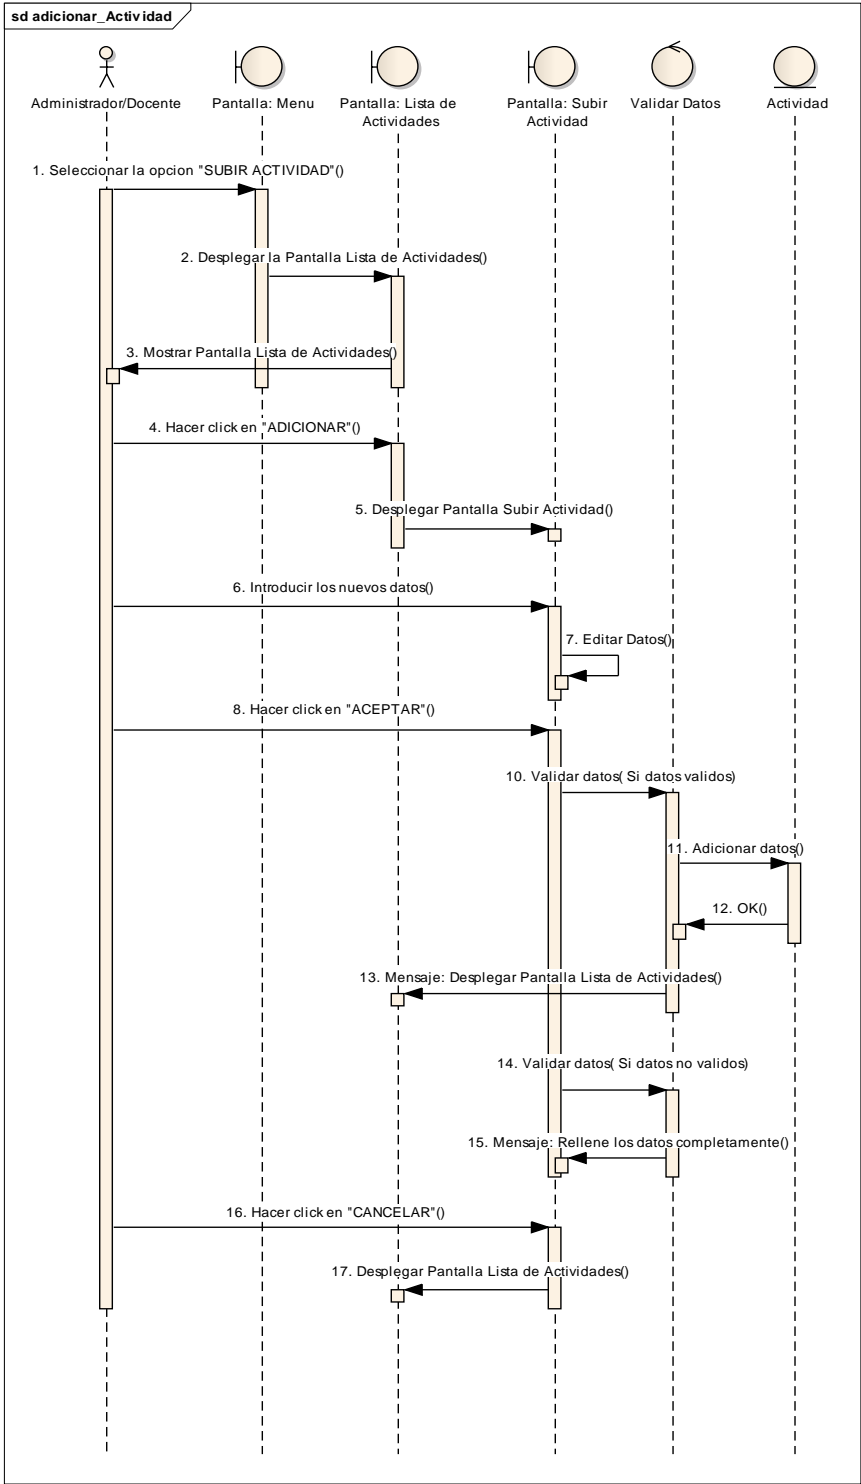 sd adicionar_Actividad
Administrador/Docente
Pantalla: Menu
Pantalla: Lista de
Actividades
Pantalla: Subir
Actividad
Validar Datos
Actividad
1. Seleccionar la opcion "SUBIR ACTIVIDAD"()
2. Desplegar la Pantalla Lista de Actividades()
3. Mostrar Pantalla Lista de Actividades()
4. Hacer click en "ADICIONAR"()
5. Desplegar Pantalla Subir Actividad()
6. Introducir los nuevos datos()
7. Editar Datos()
8. Hacer click en "ACEPTAR"()
10. Validar datos( Si datos validos)
11. Adicionar datos()
12. OK()
13. Mensaje: Desplegar Pantalla Lista de Actividades()
14. Validar datos( Si datos no validos)
15. Mensaje: Rellene los datos completamente()
16. Hacer click en "CANCELAR"()
17. Desplegar Pantalla Lista de Actividades()